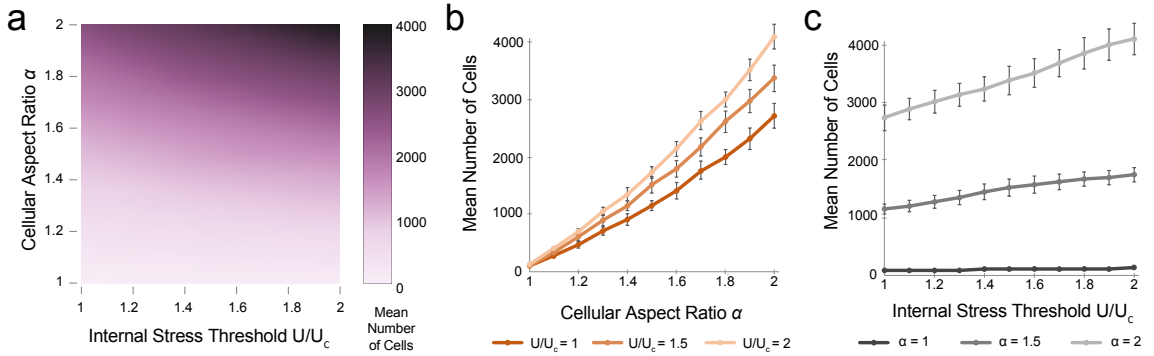 a
Cellular Aspect Ratio α
2
1.8
1.6
1.4
1.2
1
1
1.2
1.4
1.6
1.8
2
Internal Stress Threshold U/Uc
4000
3000
2000
1000
0
Mean
Number
of Cells
b
Mean Number of Cells
4000
3000
2000
1000
0
1
1.2
1.4
1.6
1.8
2
Cellular Aspect Ratio α
U/Uc = 1
U/Uc = 1.5
U/Uc = 2
c
Mean Number of Cells
4000
3000
2000
1000
0
1
1.2
1.4
1.6
1.8
2
Internal Stress Threshold U/Uc
α = 1
α = 1.5
α = 2